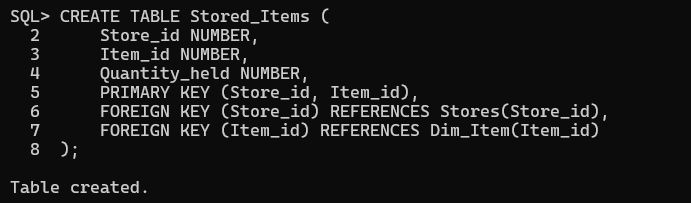 SQL> CREATE TABLE Stored_Items (
  2      Store_id NUMBER,
  3      Item_id NUMBER,
  4      Quantity_held NUMBER,
  5      PRIMARY KEY (Store_id, Item_id),
  6      FOREIGN KEY (Store_id) REFERENCES Stores(Store_id),
  7      FOREIGN KEY (Item_id) REFERENCES Dim_Item(Item_id)
  8  );
Table created.